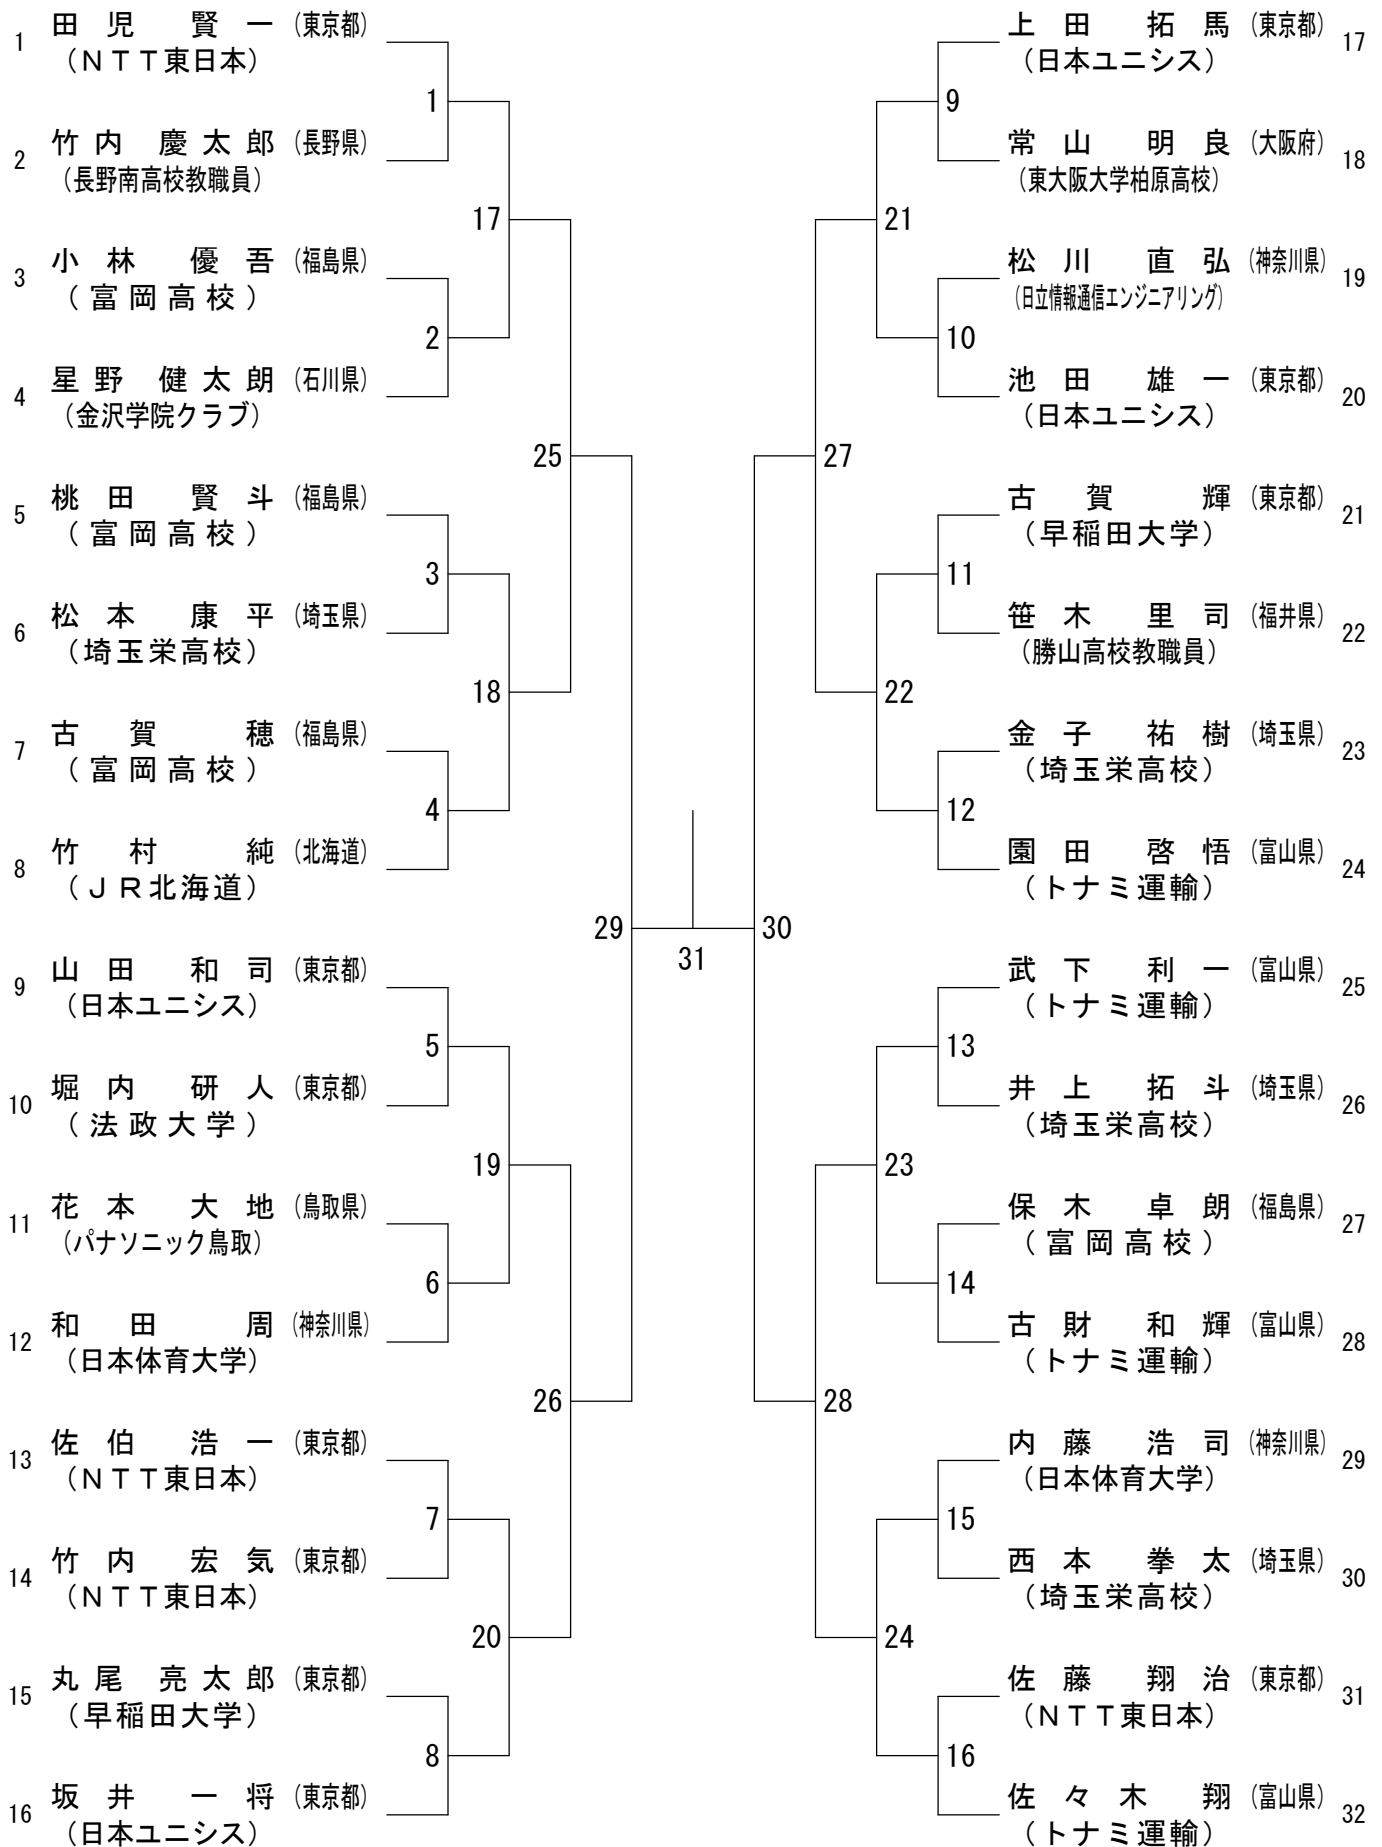 1 田児 賢一 (東京都)
(ＮＴＴ東日本)
1
2 竹内 慶太郎 (長野県)
(長野南高校教職員)
17
3 小林 優吾 (福島県)
(富岡高校)
2
4 星野 健太朗 (石川県)
(金沢学院クラブ)
25
5 桃田 賢斗 (福島県)
(富岡高校)
3
6 松本 康平 (埼玉県)
(埼玉栄高校)
18
7 古賀 穂 (福島県)
(富岡高校)
4
8 竹村 純 (北海道)
(ＪＲ北海道)
29
9 山田 和司 (東京都)
(日本ユニシス)
5
10 堀内 研人 (東京都)
(法政大学)
19
11 花本 大地 (鳥取県)
(パナソニック鳥取)
6
12 和田 周 (神奈川県)
(日本体育大学)
26
13 佐伯 浩一 (東京都)
(ＮＴＴ東日本)
7
14 竹内 宏気 (東京都)
(ＮＴＴ東日本)
20
15 丸尾 亮太郎 (東京都)
(早稲田大学)
8
16 坂井 一将 (東京都)
(日本ユニシス)
31
上田 拓馬 (東京都) 17
(日本ユニシス)
9
常山 明良 (大阪府) 18
(東大阪大学柏原高校)
21
松川 直弘 (神奈川県) 19
(日立情報通信エンジニアリング)
10
池田 雄一 (東京都) 20
(日本ユニシス)
27
古賀 輝 (東京都) 21
(早稲田大学)
11
笹木 里司 (福井県) 22
(勝山高校教職員)
22
金子 祐樹 (埼玉県) 23
(埼玉栄高校)
12
園田 啓悟 (富山県) 24
(トナミ運輸)
30
武下 利一 (富山県) 25
(トナミ運輸)
13
井上 拓斗 (埼玉県) 26
(埼玉栄高校)
23
保木 卓朗 (福島県) 27
(富岡高校)
14
古財 和輝 (富山県) 28
(トナミ運輸)
28
内藤 浩司 (神奈川県) 29
(日本体育大学)
15
西本 拳太 (埼玉県) 30
(埼玉栄高校)
24
佐藤 翔治 (東京都) 31
(ＮＴＴ東日本)
16
佐々木 翔 (富山県) 32
(トナミ運輸)